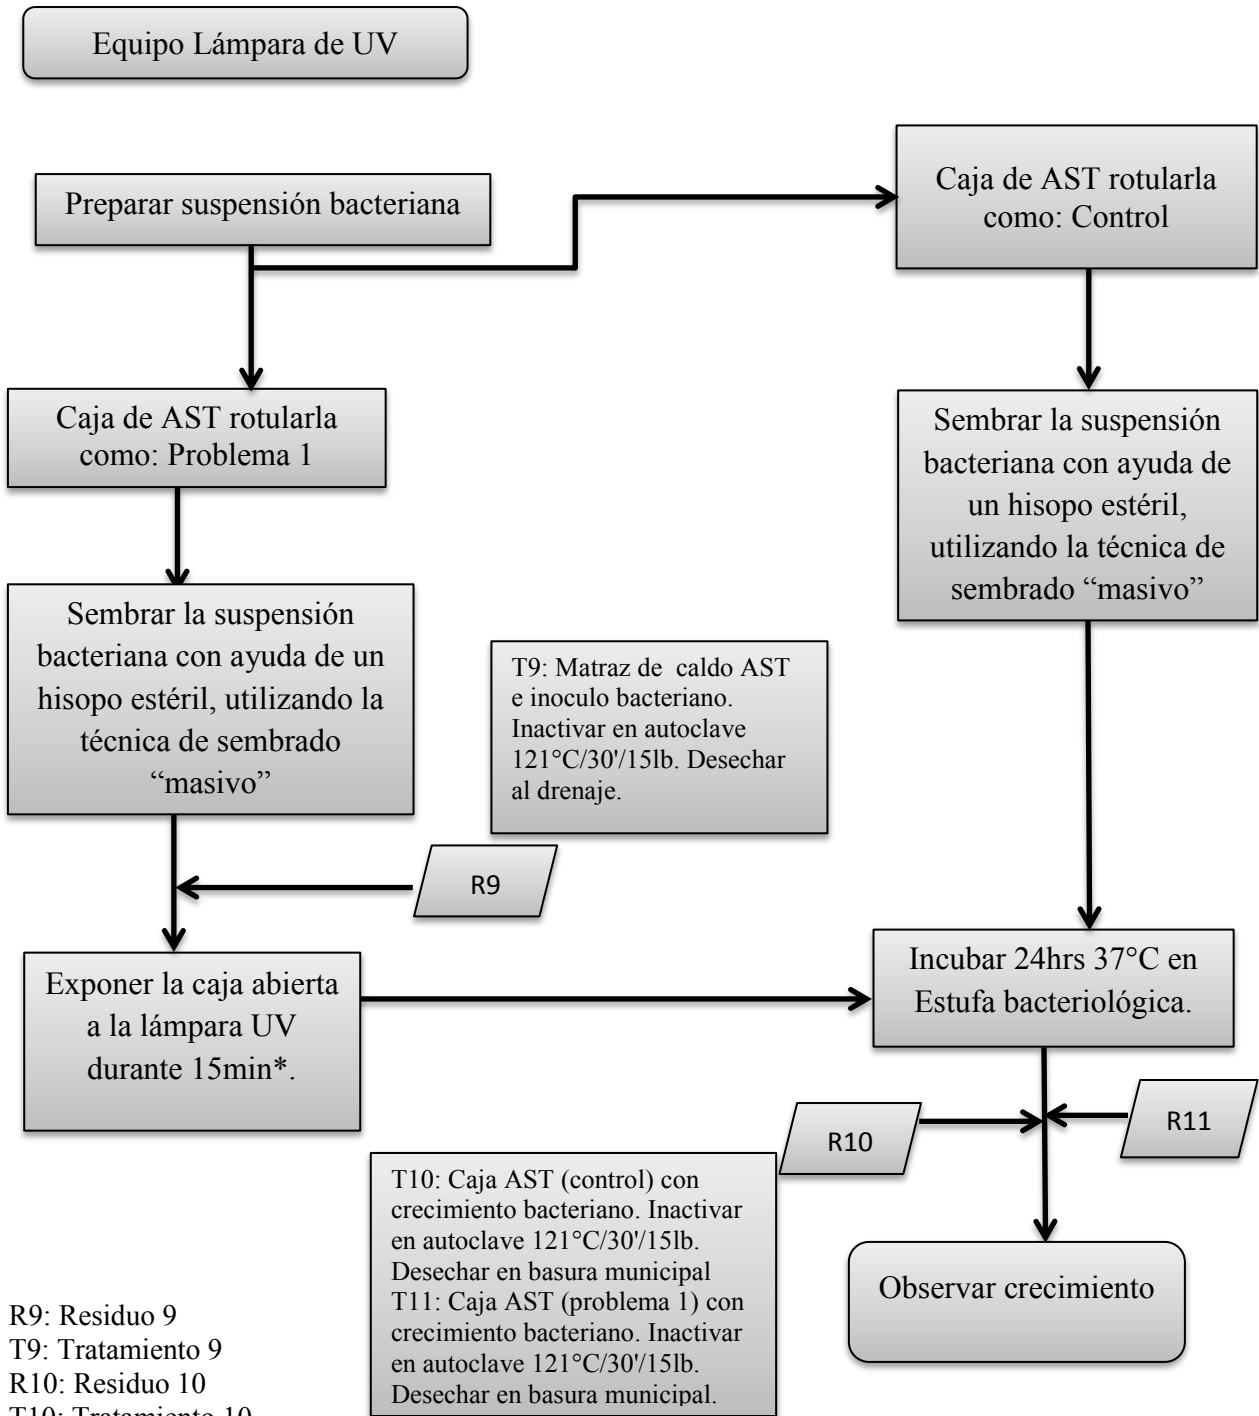 Equipo Lámpara de UV
Preparar suspensión bacteriana
Caja de AST rotularla
como: Control
Caja de AST rotularla
como: Problema 1
Sembrar la suspensión
bacteriana con ayuda de
un hisopo estéril,
utilizando la técnica de
sembrado “masivo”
Sembrar la suspensión
bacteriana con ayuda de un
hisopo estéril, utilizando la
técnica de sembrado
“masivo”
T9: Matraz de caldo AST
e inoculo bacteriano.
Inactivar en autoclave
121°C/30'/15lb. Desechar
al drenaje.
R9
Exponer la caja abierta
a la lámpara UV
durante 15min*.
Incubar 24hrs 37°C en
Estufa bacteriológica.
R10
R11
T10: Caja AST (control) con
crecimiento bacteriano. Inactivar
en autoclave 121°C/30'/15lb.
Desechar en basura municipal
T11: Caja AST (problema 1) con
crecimiento bacteriano. Inactivar
en autoclave 121°C/30'/15lb.
Desechar en basura municipal.
Observar crecimiento
R9: Residuo 9
T9: Tratamiento 9
R10: Residuo 10
T10: Tratamiento 10